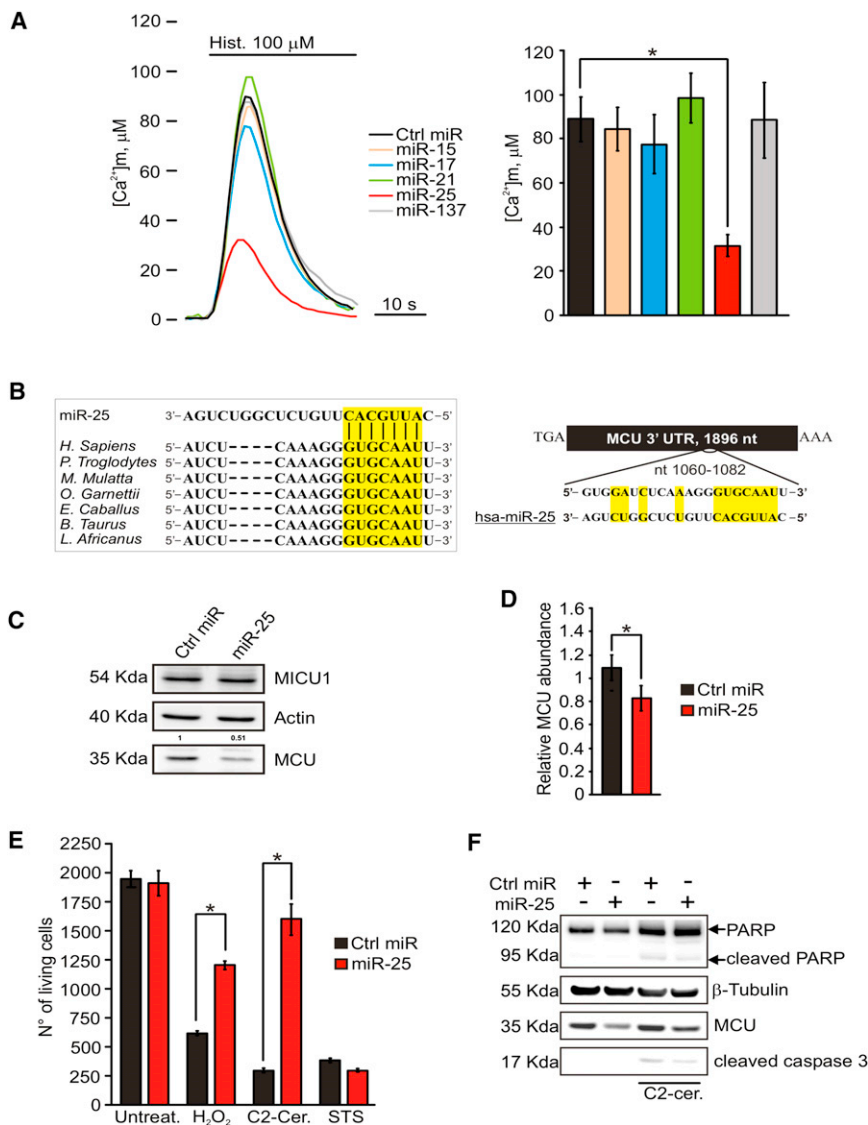 A
Hist. 100 µM
[Ca²⁺]m, µM
120
100
80
60
40
20
0
Ctrl miR
miR-15
miR-17
miR-21
miR-25
miR-137
10 s
[Ca²⁺]m, µM
120
100
80
60
40
20
0
*
B
miR-25 3'-AGUCUGGCUCUGUUCACGUUAC-5'
H. Sapiens 5'-AUCU----CAAAGGGUGCAAUU-3'
P. Troglodytes 5'-AUCU----CAAAGGGUGCAAUU-3'
M. Mulatta 5'-AUCU----CAAAGGGUGCAAUU-3'
O. Garnettii 5'-AUCU----CAAAGGGUGCAAUU-3'
E. Caballus 5'-AUCU----CAAAGGGUGCAAUU-3'
B. Taurus 5'-AUCU----CAAAGGGUGCAAUU-3'
L. Africanus 5'-AUCU----CAAAGGGUGCAAUU-3'
TGA MCU 3' UTR, 1896 nt AAA
nt 1060-1082
5'-GUGGAUCUCAAAGGGUGCAAUU-3'
hsa-miR-25 3'-AGUCUGGCUCUGUUCACGUUAC-5'
C
Ctrl miR miR-25
54 Kda MICU1
40 Kda Actin
1 0.51
35 Kda MCU
D
Relative MCU abundance
1.6
1.4
1.2
1
0.8
0.6
0.4
0.2
0
*
Ctrl miR
miR-25
E
N° of living cells
2250
2000
1750
1500
1250
1000
750
500
250
0
*
*
Ctrl miR
miR-25
Untreat. H₂O₂ C2-Cer. STS
F
Ctrl miR + - + -
miR-25 - + - +
120 Kda PARP
95 Kda cleaved PARP
55 Kda β-Tubulin
35 Kda MCU
17 Kda cleaved caspase 3
C2-cer.